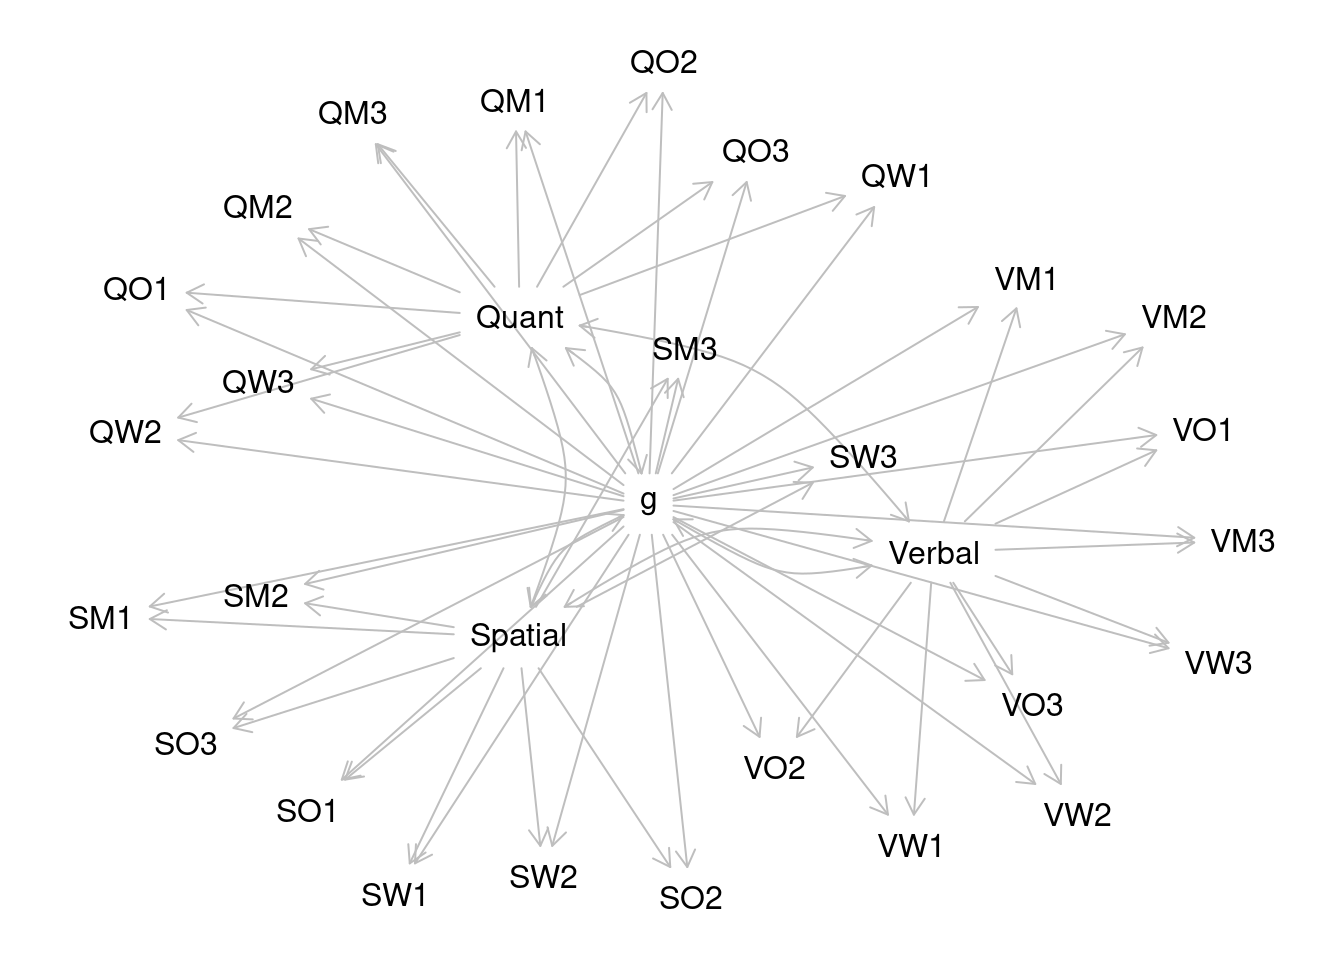 QO2
QM1
QM3
QO3
QW1
QM2
VM1
QO1
Quant
VM2
SM3
QW3
QW2
VO1
SW3
g
VM3
Verbal
SM2
SM1
Spatial
VW3
VO3
SO3
VO2
SO1
VW2
VW1
SW2
SW1
SO2